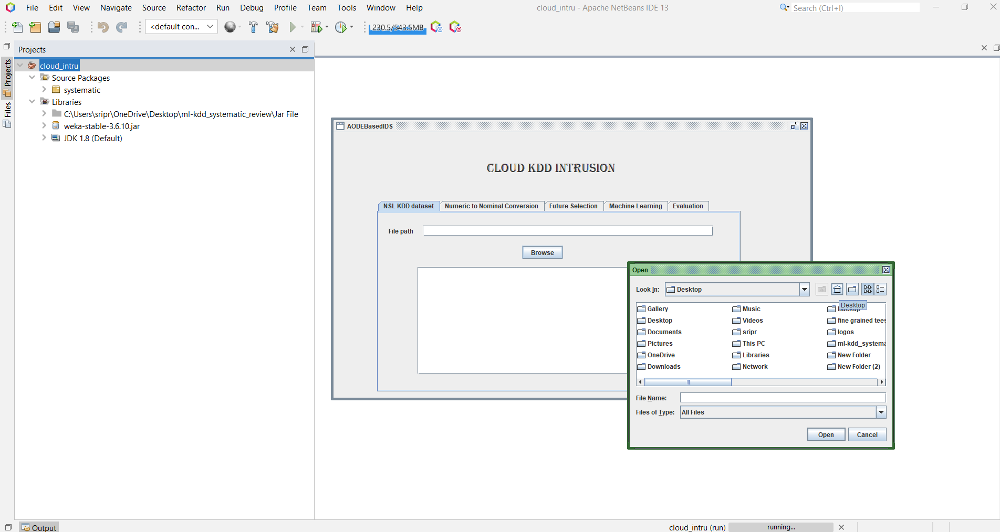 File Edit View Navigate Source Refactor Run Debug Profile Team Tools Window Help
cloud_intru - Apache NetBeans IDE 13
Search (Ctrl+I)
<default con...
230.5/543.5MB
Projects
Projects
Files
cloud_intru
Source Packages
systematic
Libraries
C:\Users\sripr\OneDrive\Desktop\ml-kdd_systematic_review\Jar File
weka-stable-3.6.10.jar
JDK 1.8 (Default)
AODEBasedIDS
CLOUD KDD INTRUSION
NSL KDD dataset Numeric to Nominal Conversion Future Selection Machine Learning Evaluation
File path
Browse
Open
Look In: Desktop
Desktop
Gallery Music Backup
Desktop Videos fine grained tees
Documents sripr logos
Pictures This PC ml-kdd_systema
OneDrive Libraries New Folder
Downloads Network New Folder (2)
File Name:
Files of Type: All Files
Open Cancel
Output
cloud_intru (run) running...